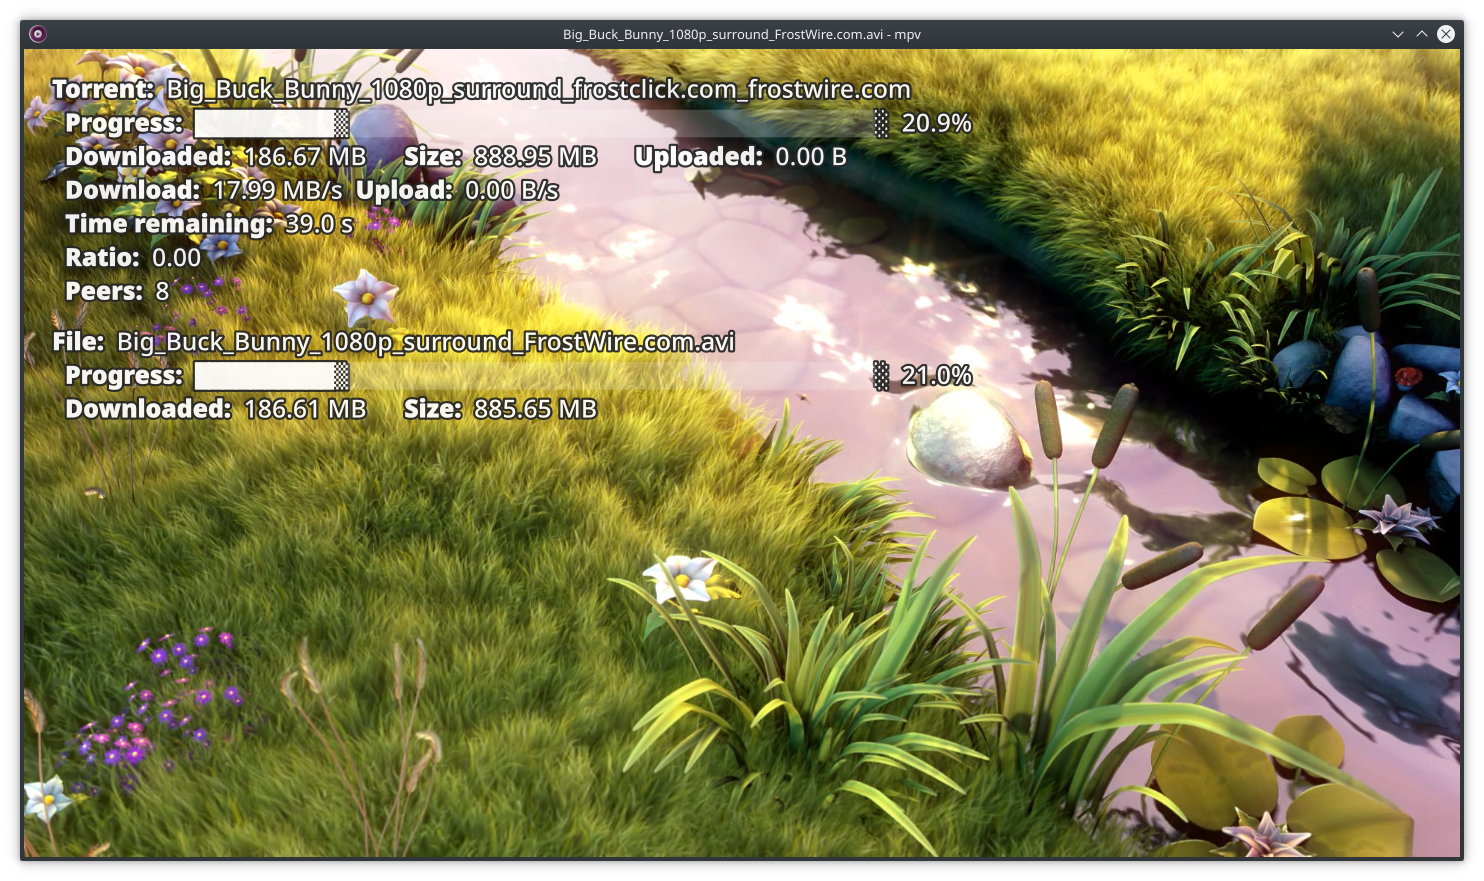 Big_Buck_Bunny_1080p_surround_FrostWire.com.avi - mpv
Torrent: Big_Buck_Bunny_1080p_surround_frostclick.com_frostwire.com
Progress: 20.9%
Downloaded: 186.67 MB Size: 888.95 MB Uploaded: 0.00 B
Download: 17.99 MB/s Upload: 0.00 B/s
Time remaining: 39.0 s
Ratio: 0.00
Peers: 8
File: Big_Buck_Bunny_1080p_surround_FrostWire.com.avi
Progress: 21.0%
Downloaded: 186.61 MB Size: 885.65 MB